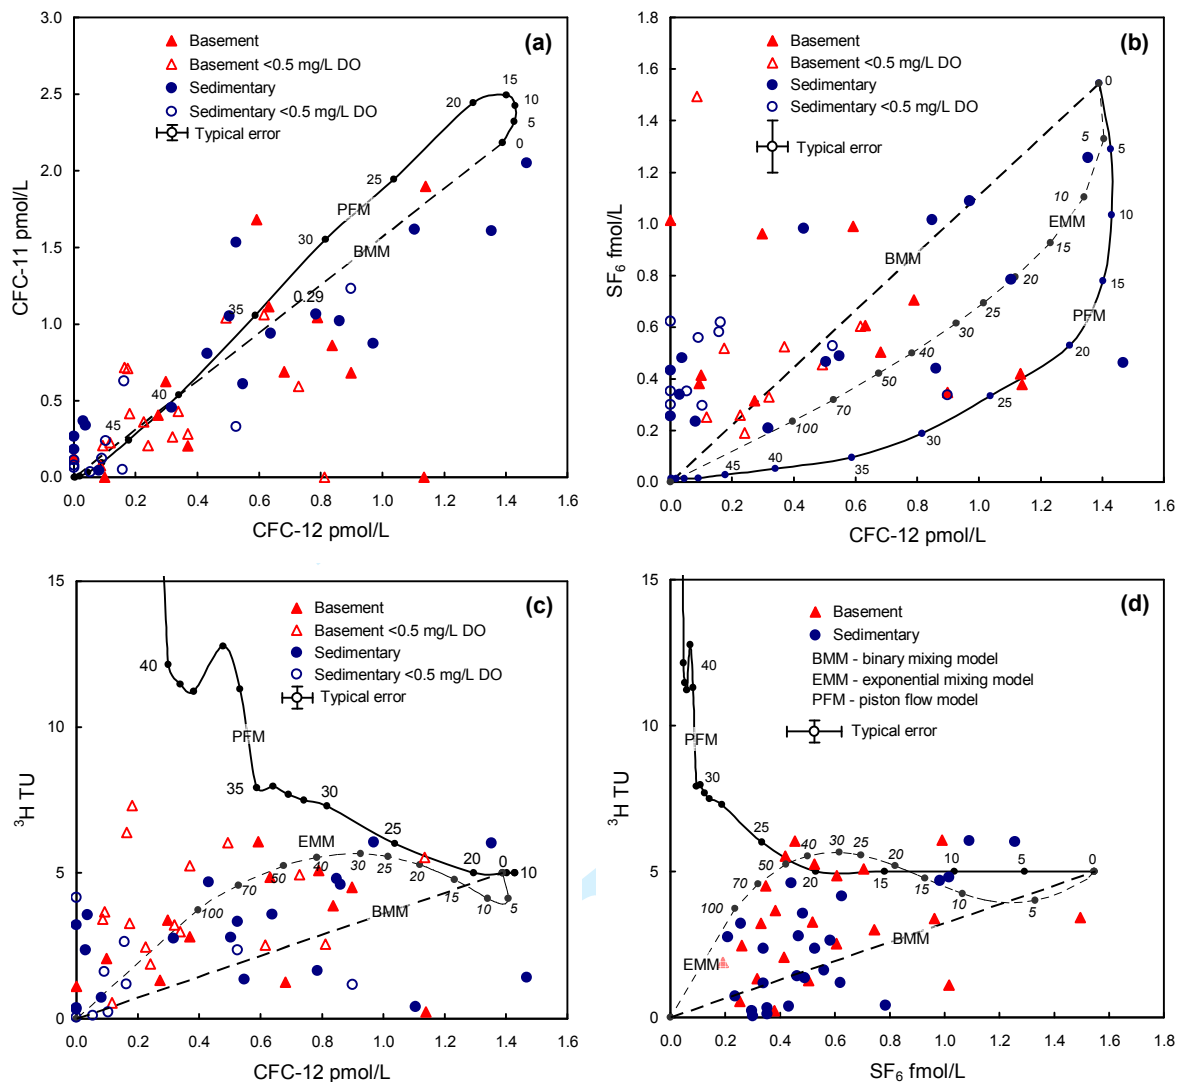 (a)
Basement
Basement <0.5 mg/L DO
Sedimentary
Sedimentary <0.5 mg/L DO
Typical error
CFC-11 pmol/L
3.0
2.5
2.0
1.5
1.0
0.5
0.0
15
20
10
5
0
25
PFM
30
BMM
0.29
35
40
45
0.0 0.2 0.4 0.6 0.8 1.0 1.2 1.4 1.6
CFC-12 pmol/L
(b)
Basement
Basement <0.5 mg/L DO
Sedimentary
Sedimentary <0.5 mg/L DO
Typical error
SF6 fmol/L
1.8
1.6
1.4
1.2
1.0
0.8
0.6
0.4
0.2
0.0
0
5
5
10
10
EMM
15
BMM
20
15
25
PFM
30
20
40
50
25
70
100
30
35
40
45
0.0 0.2 0.4 0.6 0.8 1.0 1.2 1.4 1.6
CFC-12 pmol/L
(c)
Basement
Basement <0.5 mg/L DO
Sedimentary
Sedimentary <0.5 mg/L DO
Typical error
3H TU
15
10
5
0
40
PFM
35
30
25
20
0
10
EMM
40
30
25
20
50
15
70
10
5
100
BMM
0.0 0.2 0.4 0.6 0.8 1.0 1.2 1.4 1.6
CFC-12 pmol/L
(d)
Basement
Sedimentary
BMM - binary mixing model
EMM - exponential mixing model
PFM - piston flow model
Typical error
3H TU
15
10
5
0
40
PFM
30
25
20
15
10
5
0
40
30
25
50
20
70
15
10
100
5
BMM
EMM
0.0 0.2 0.4 0.6 0.8 1.0 1.2 1.4 1.6 1.8
SF6 fmol/L